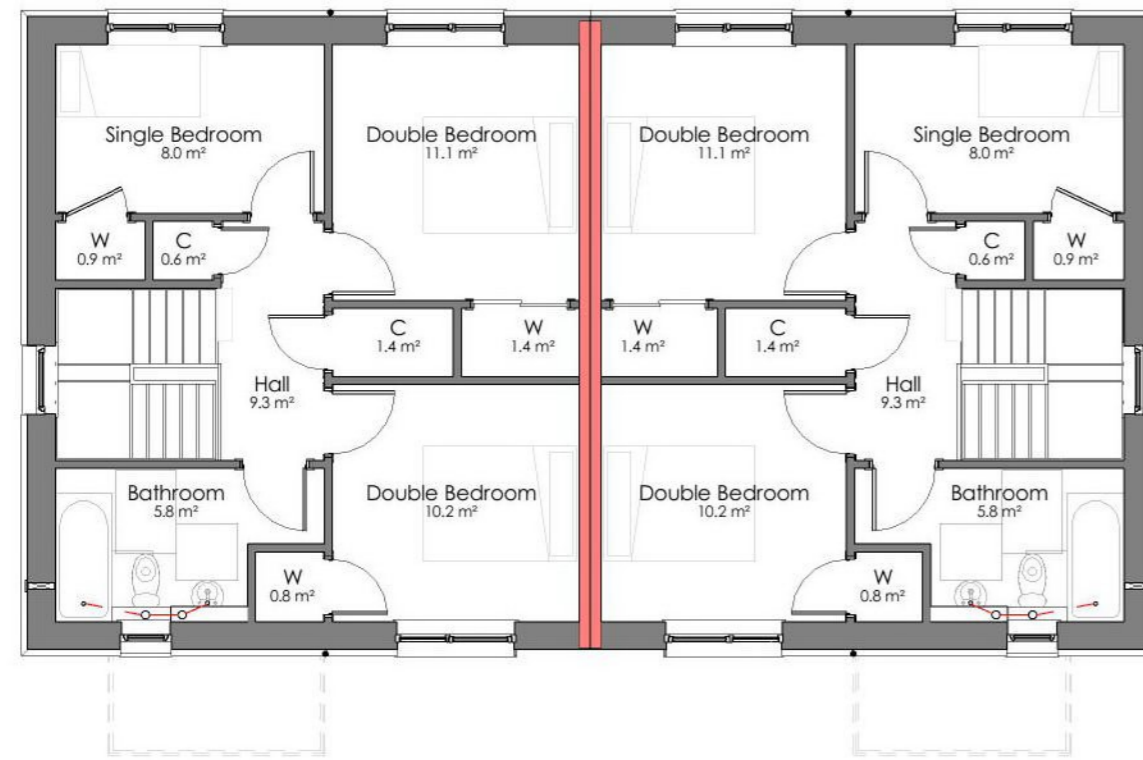 Single Bedroom
8.0 m²
Double Bedroom
11.1 m²
Double Bedroom
11.1 m²
Single Bedroom
8.0 m²
W
0.9 m²
C
0.6 m²
C
0.6 m²
W
0.9 m²
C
1.4 m²
W
1.4 m²
W
1.4 m²
C
1.4 m²
Hall
9.3 m²
Hall
9.3 m²
Bathroom
5.8 m²
Double Bedroom
10.2 m²
Double Bedroom
10.2 m²
Bathroom
5.8 m²
W
0.8 m²
W
0.8 m²